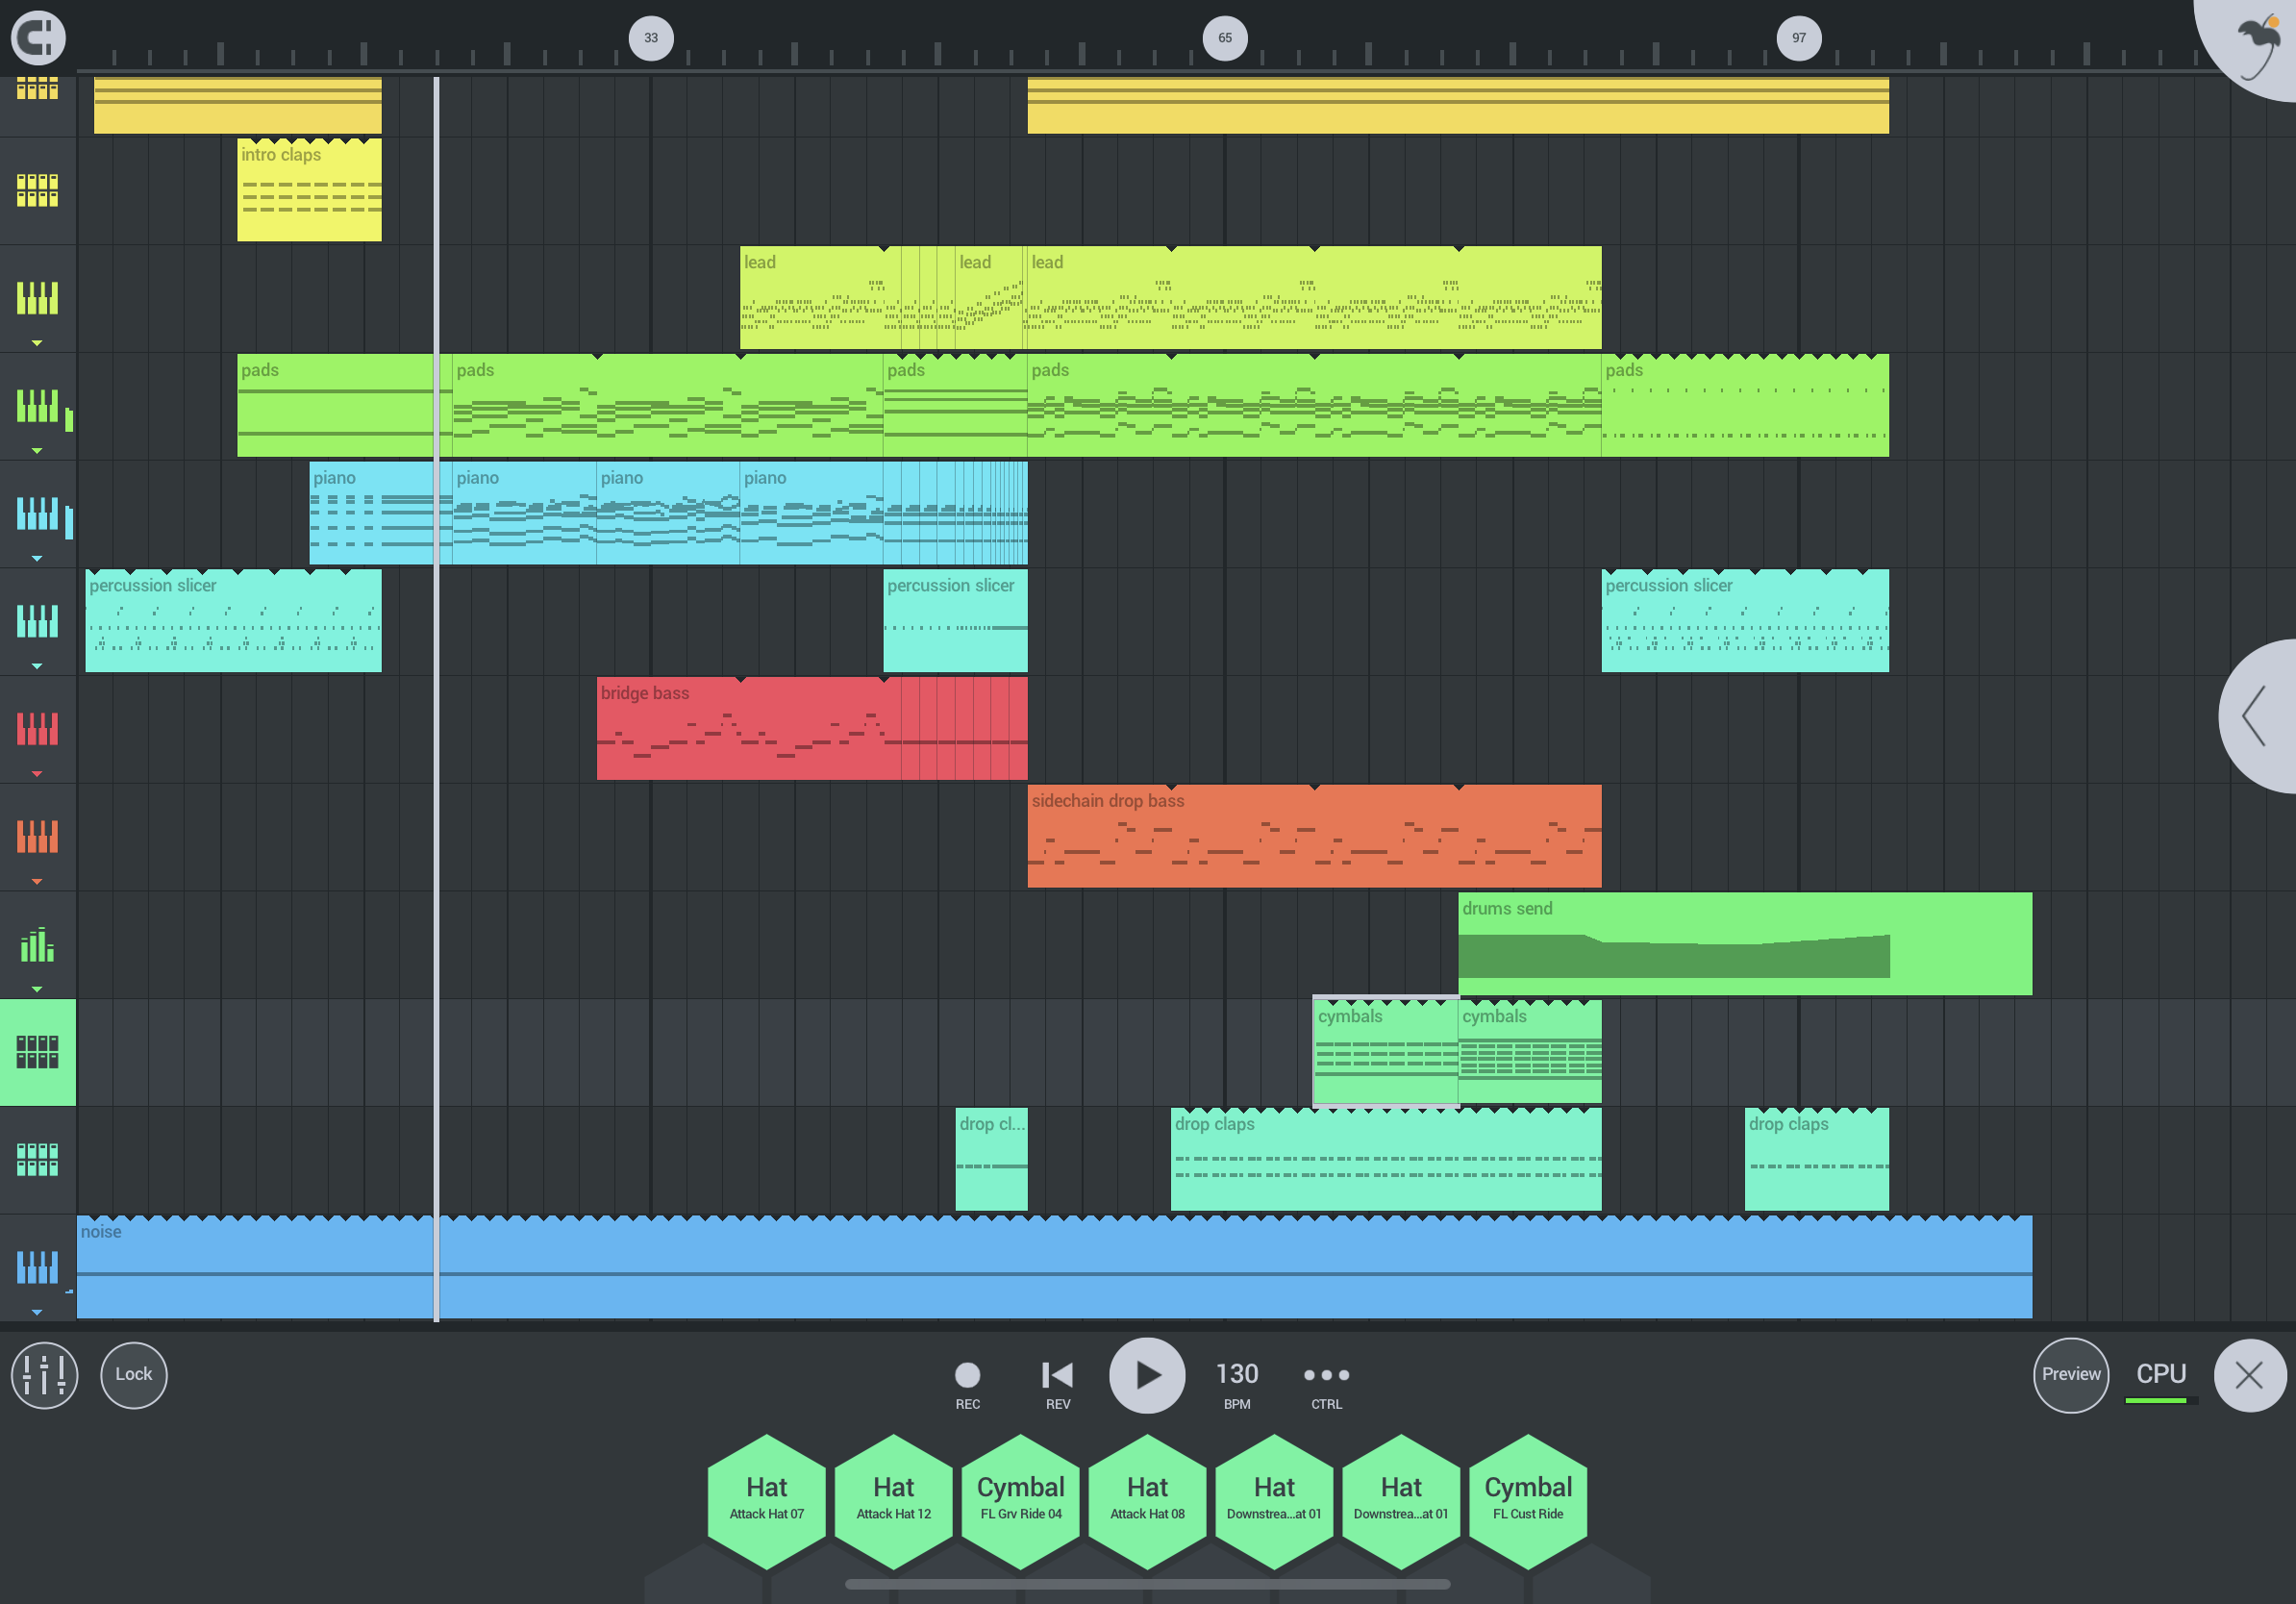 33 65 97
intro claps
lead lead lead
pads pads pads pads pads
piano piano piano piano
percussion slicer percussion slicer percussion slicer
bridge bass
sidechain drop bass
drums send
cymbals cymbals
drop cl... drop claps drop claps
noise
Lock 130 Preview CPU
REC REV BPM CTRL
Hat Hat Cymbal Hat Hat Hat Cymbal
Attack Hat 07 Attack Hat 12 FL Grv Ride 04 Attack Hat 08 Downstrea...at 01 Downstrea...at 01 FL Cust Ride